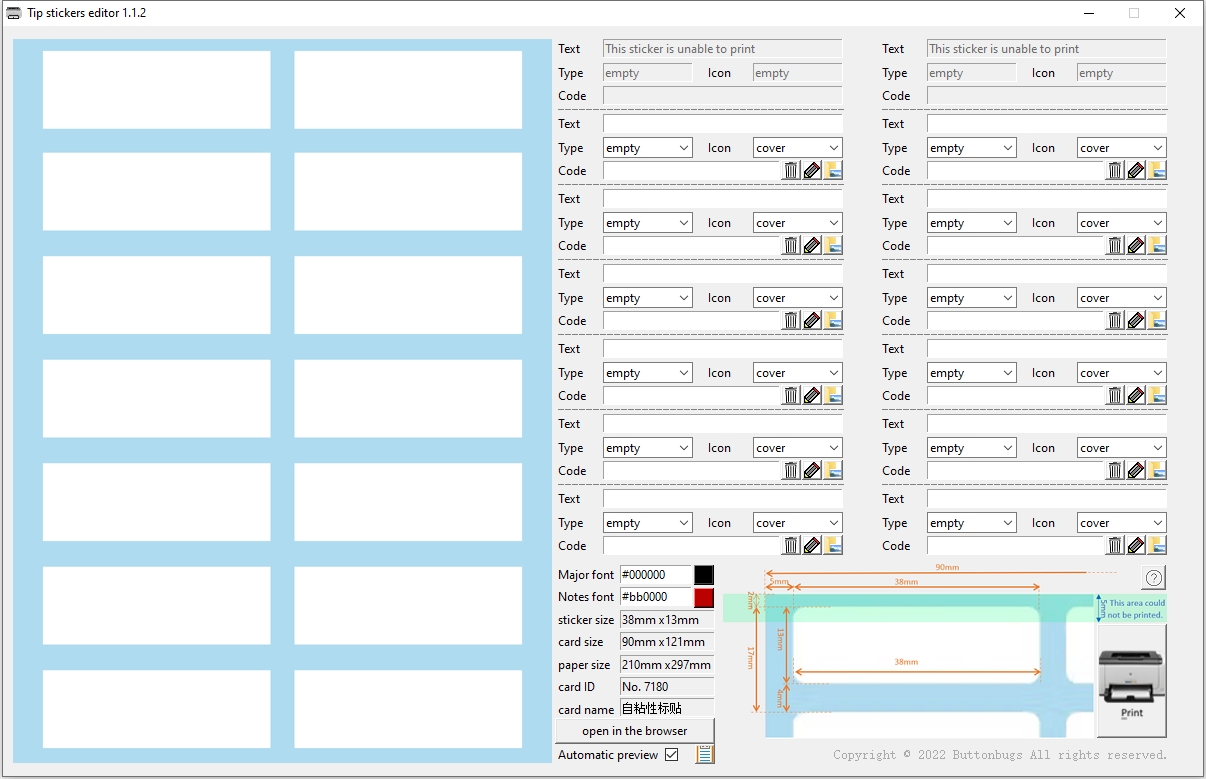 Tip stickers editor 1.1.2
Text This sticker is unable to print Text This sticker is unable to print
Type empty Icon empty Type empty Icon empty
Code Code
Text Text
Type empty Icon cover Type empty Icon cover
Code Code
Text Text
Type empty Icon cover Type empty Icon cover
Code Code
Text Text
Type empty Icon cover Type empty Icon cover
Code Code
Text Text
Type empty Icon cover Type empty Icon cover
Code Code
Text Text
Type empty Icon cover Type empty Icon cover
Code Code
Text Text
Type empty Icon cover Type empty Icon cover
Code Code
Major font #000000
Notes font #bb0000
sticker size 38mm x13mm
card size 90mm x121mm
paper size 210mm x297mm
card ID No. 7180
card name 自粘性标贴
open in the browser
Automatic preview
90mm
5mm 38mm
2mm
5mm This area could
not be printed.
13mm
17mm
38mm
4mm
Print
Copyright © 2022 Buttonbugs All rights reserved.